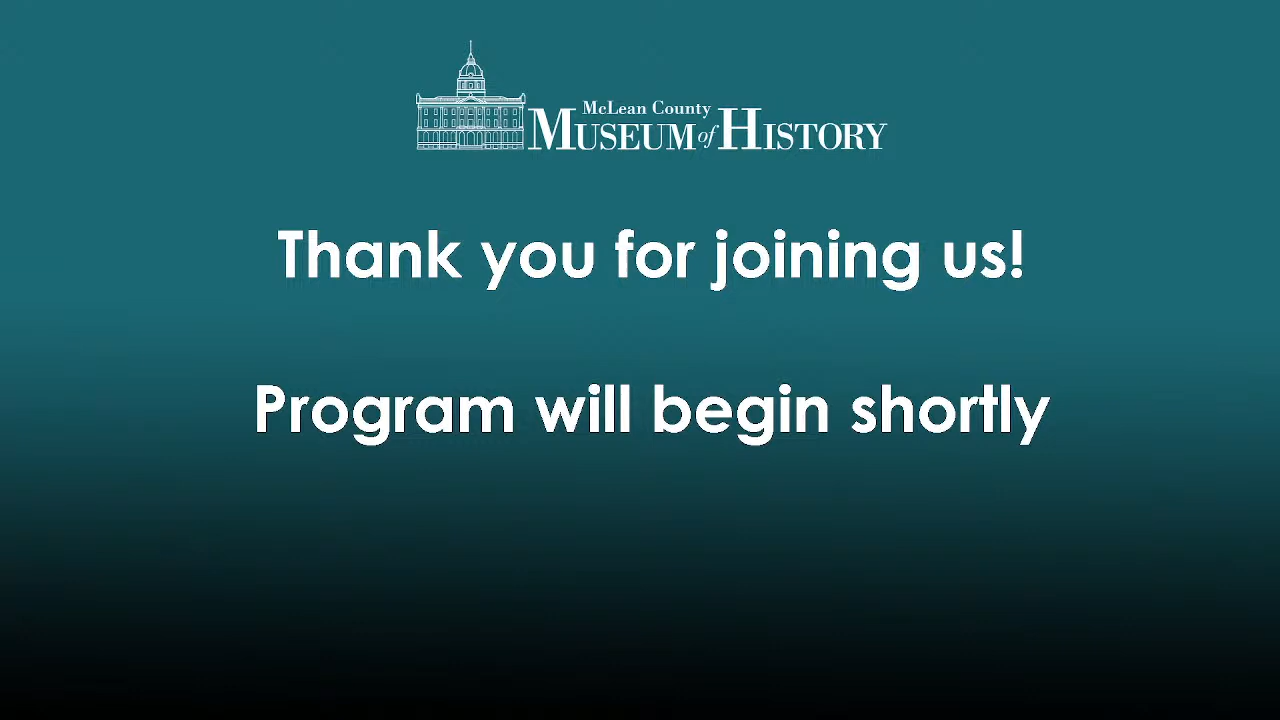 McLean County
MUSEUM of HISTORY
Thank you for joining us!
Program will begin shortly